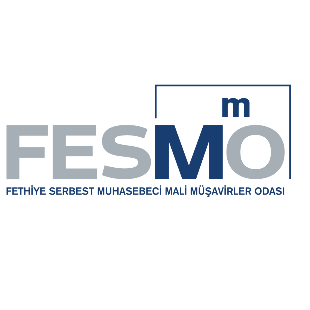 m
FESMO
FETHİYE SERBEST MUHASEBECİ MALİ MÜŞAVİRLER ODASI